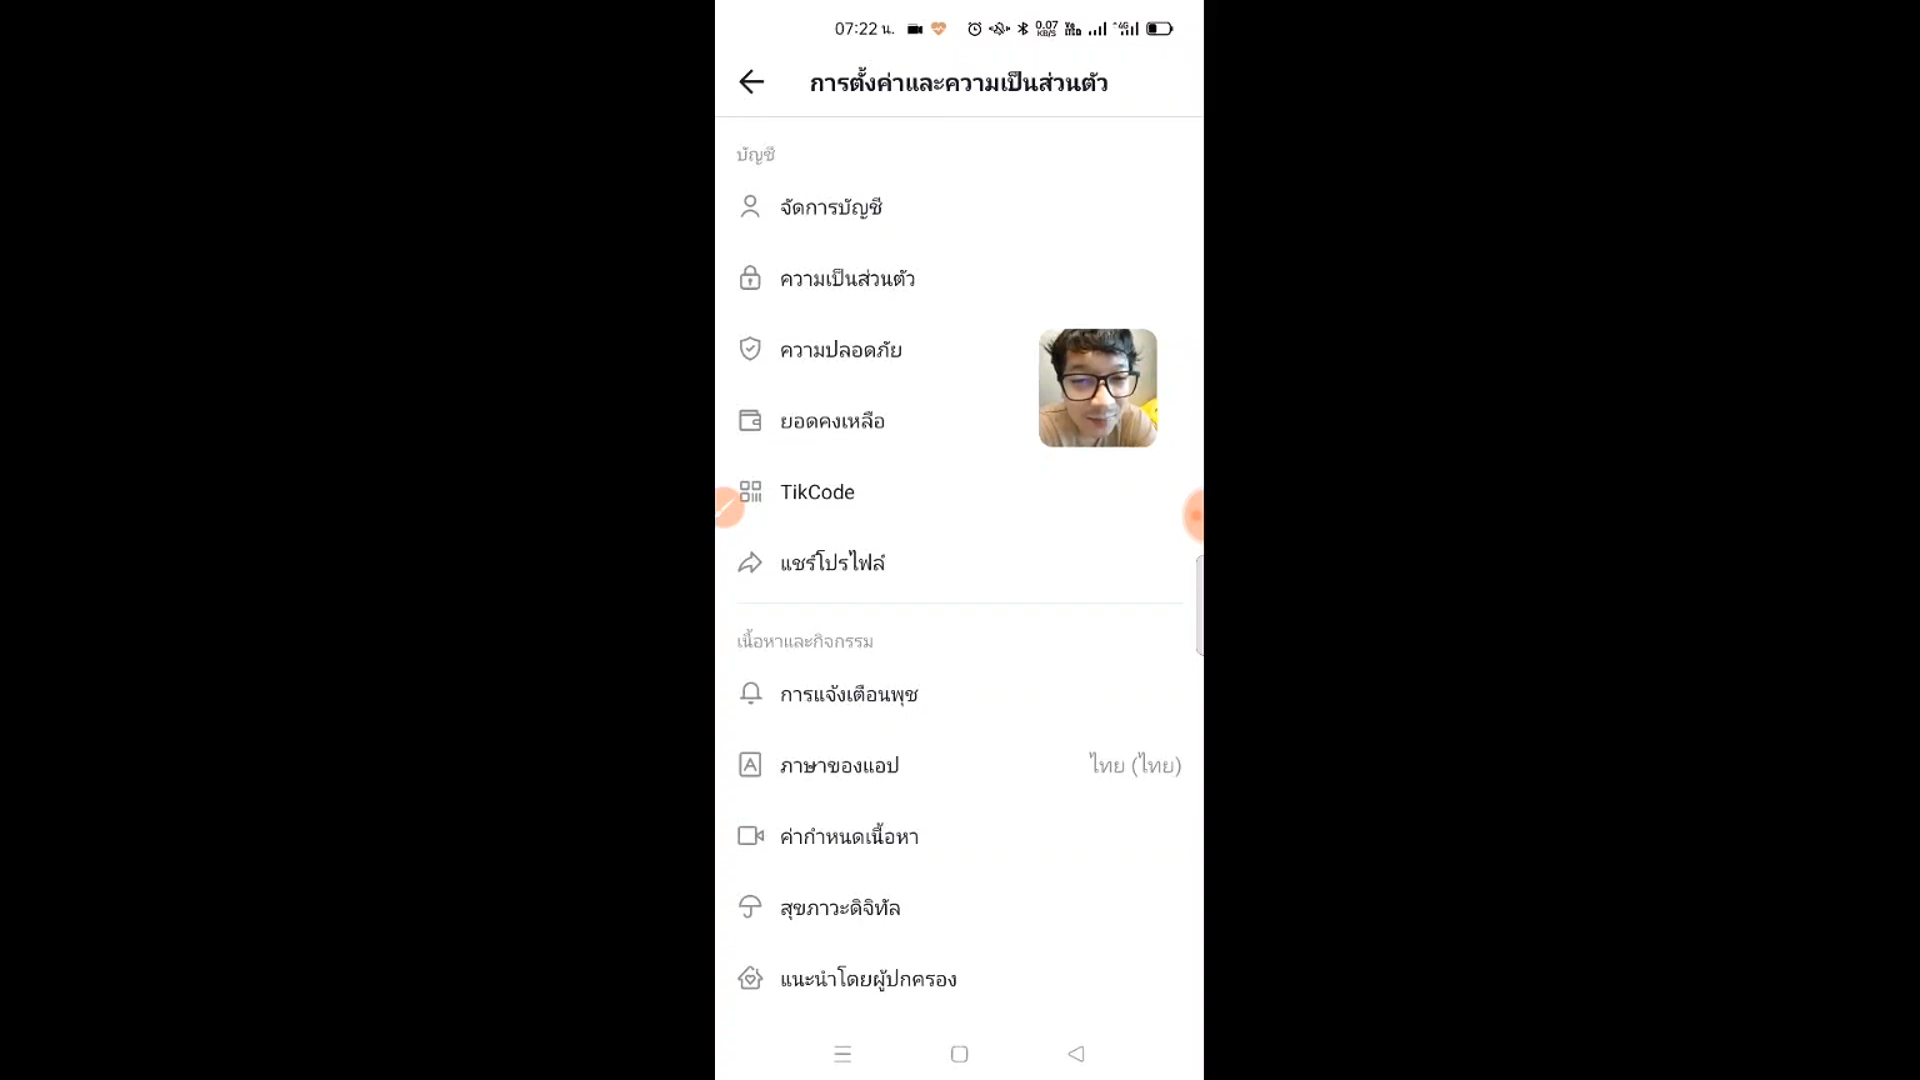 07:22 น.
0.07
KB/S
4G
การตั้งค่าและความเป็นส่วนตัว
บัญชี
จัดการบัญชี
ความเป็นส่วนตัว
ความปลอดภัย
ยอดคงเหลือ
TikCode
แชร์โปรไฟล์
เนื้อหาและกิจกรรม
การแจ้งเตือนพุช
ภาษาของแอป ไทย (ไทย)
ค่ากำหนดเนื้อหา
สุขภาวะดิจิทัล
แนะนำโดยผู้ปกครอง